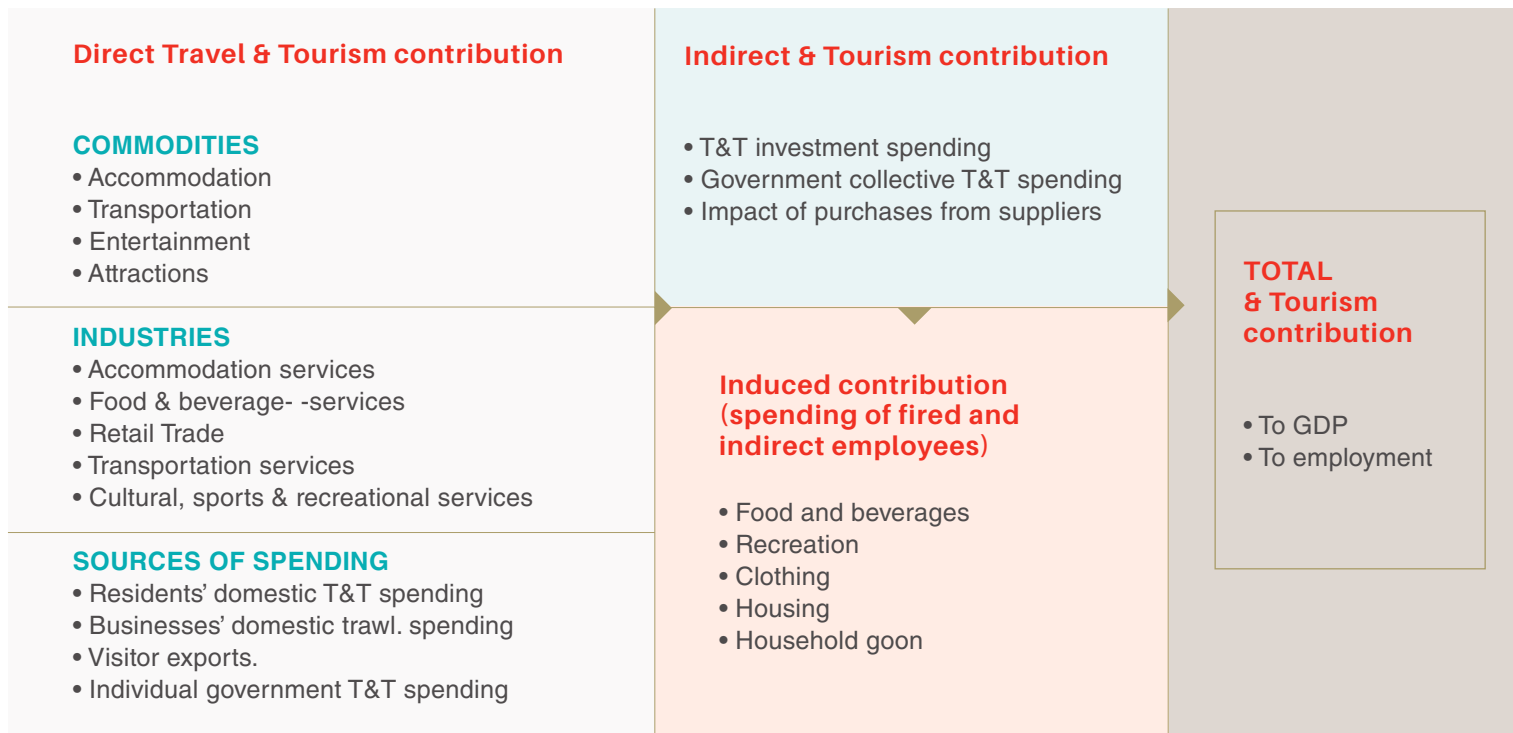 Direct Travel & Tourism contribution
COMMODITIES
• Accommodation
• Transportation
• Entertainment
• Attractions
INDUSTRIES
• Accommodation services
• Food & beverage- -services
• Retail Trade
• Transportation services
• Cultural, sports & recreational services
SOURCES OF SPENDING
• Residents’ domestic T&T spending
• Businesses’ domestic trawl. spending
• Visitor exports.
• Individual government T&T spending
Indirect & Tourism contribution
• T&T investment spending
• Government collective T&T spending
• Impact of purchases from suppliers
Induced contribution
(spending of fired and
indirect employees)
• Food and beverages
• Recreation
• Clothing
• Housing
• Household goon
TOTAL
& Tourism
contribution
• To GDP
• To employment